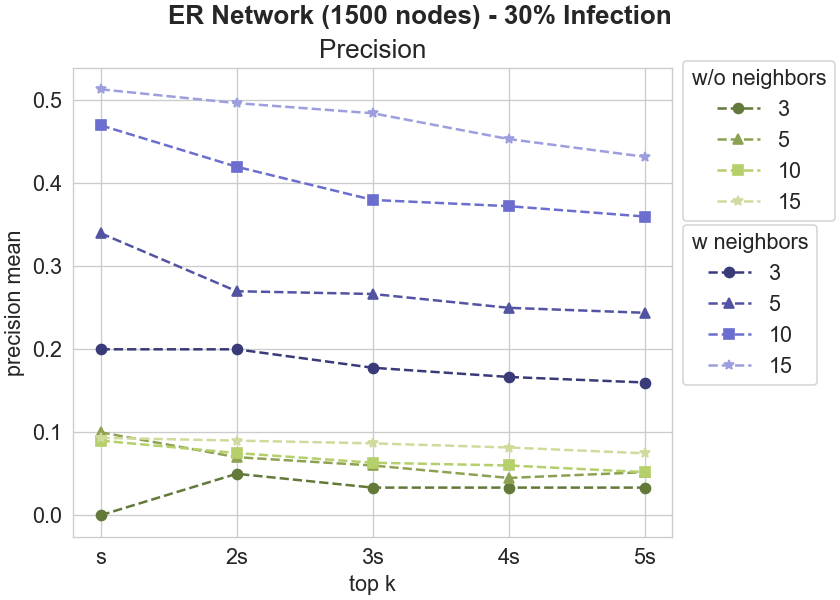 ER Network (1500 nodes) - 30% Infection
Precision
precision mean
0.5
0.4
0.3
0.2
0.1
0.0
s
2s
3s
4s
5s
top k
w/o neighbors
3
5
10
15
w neighbors
3
5
10
15